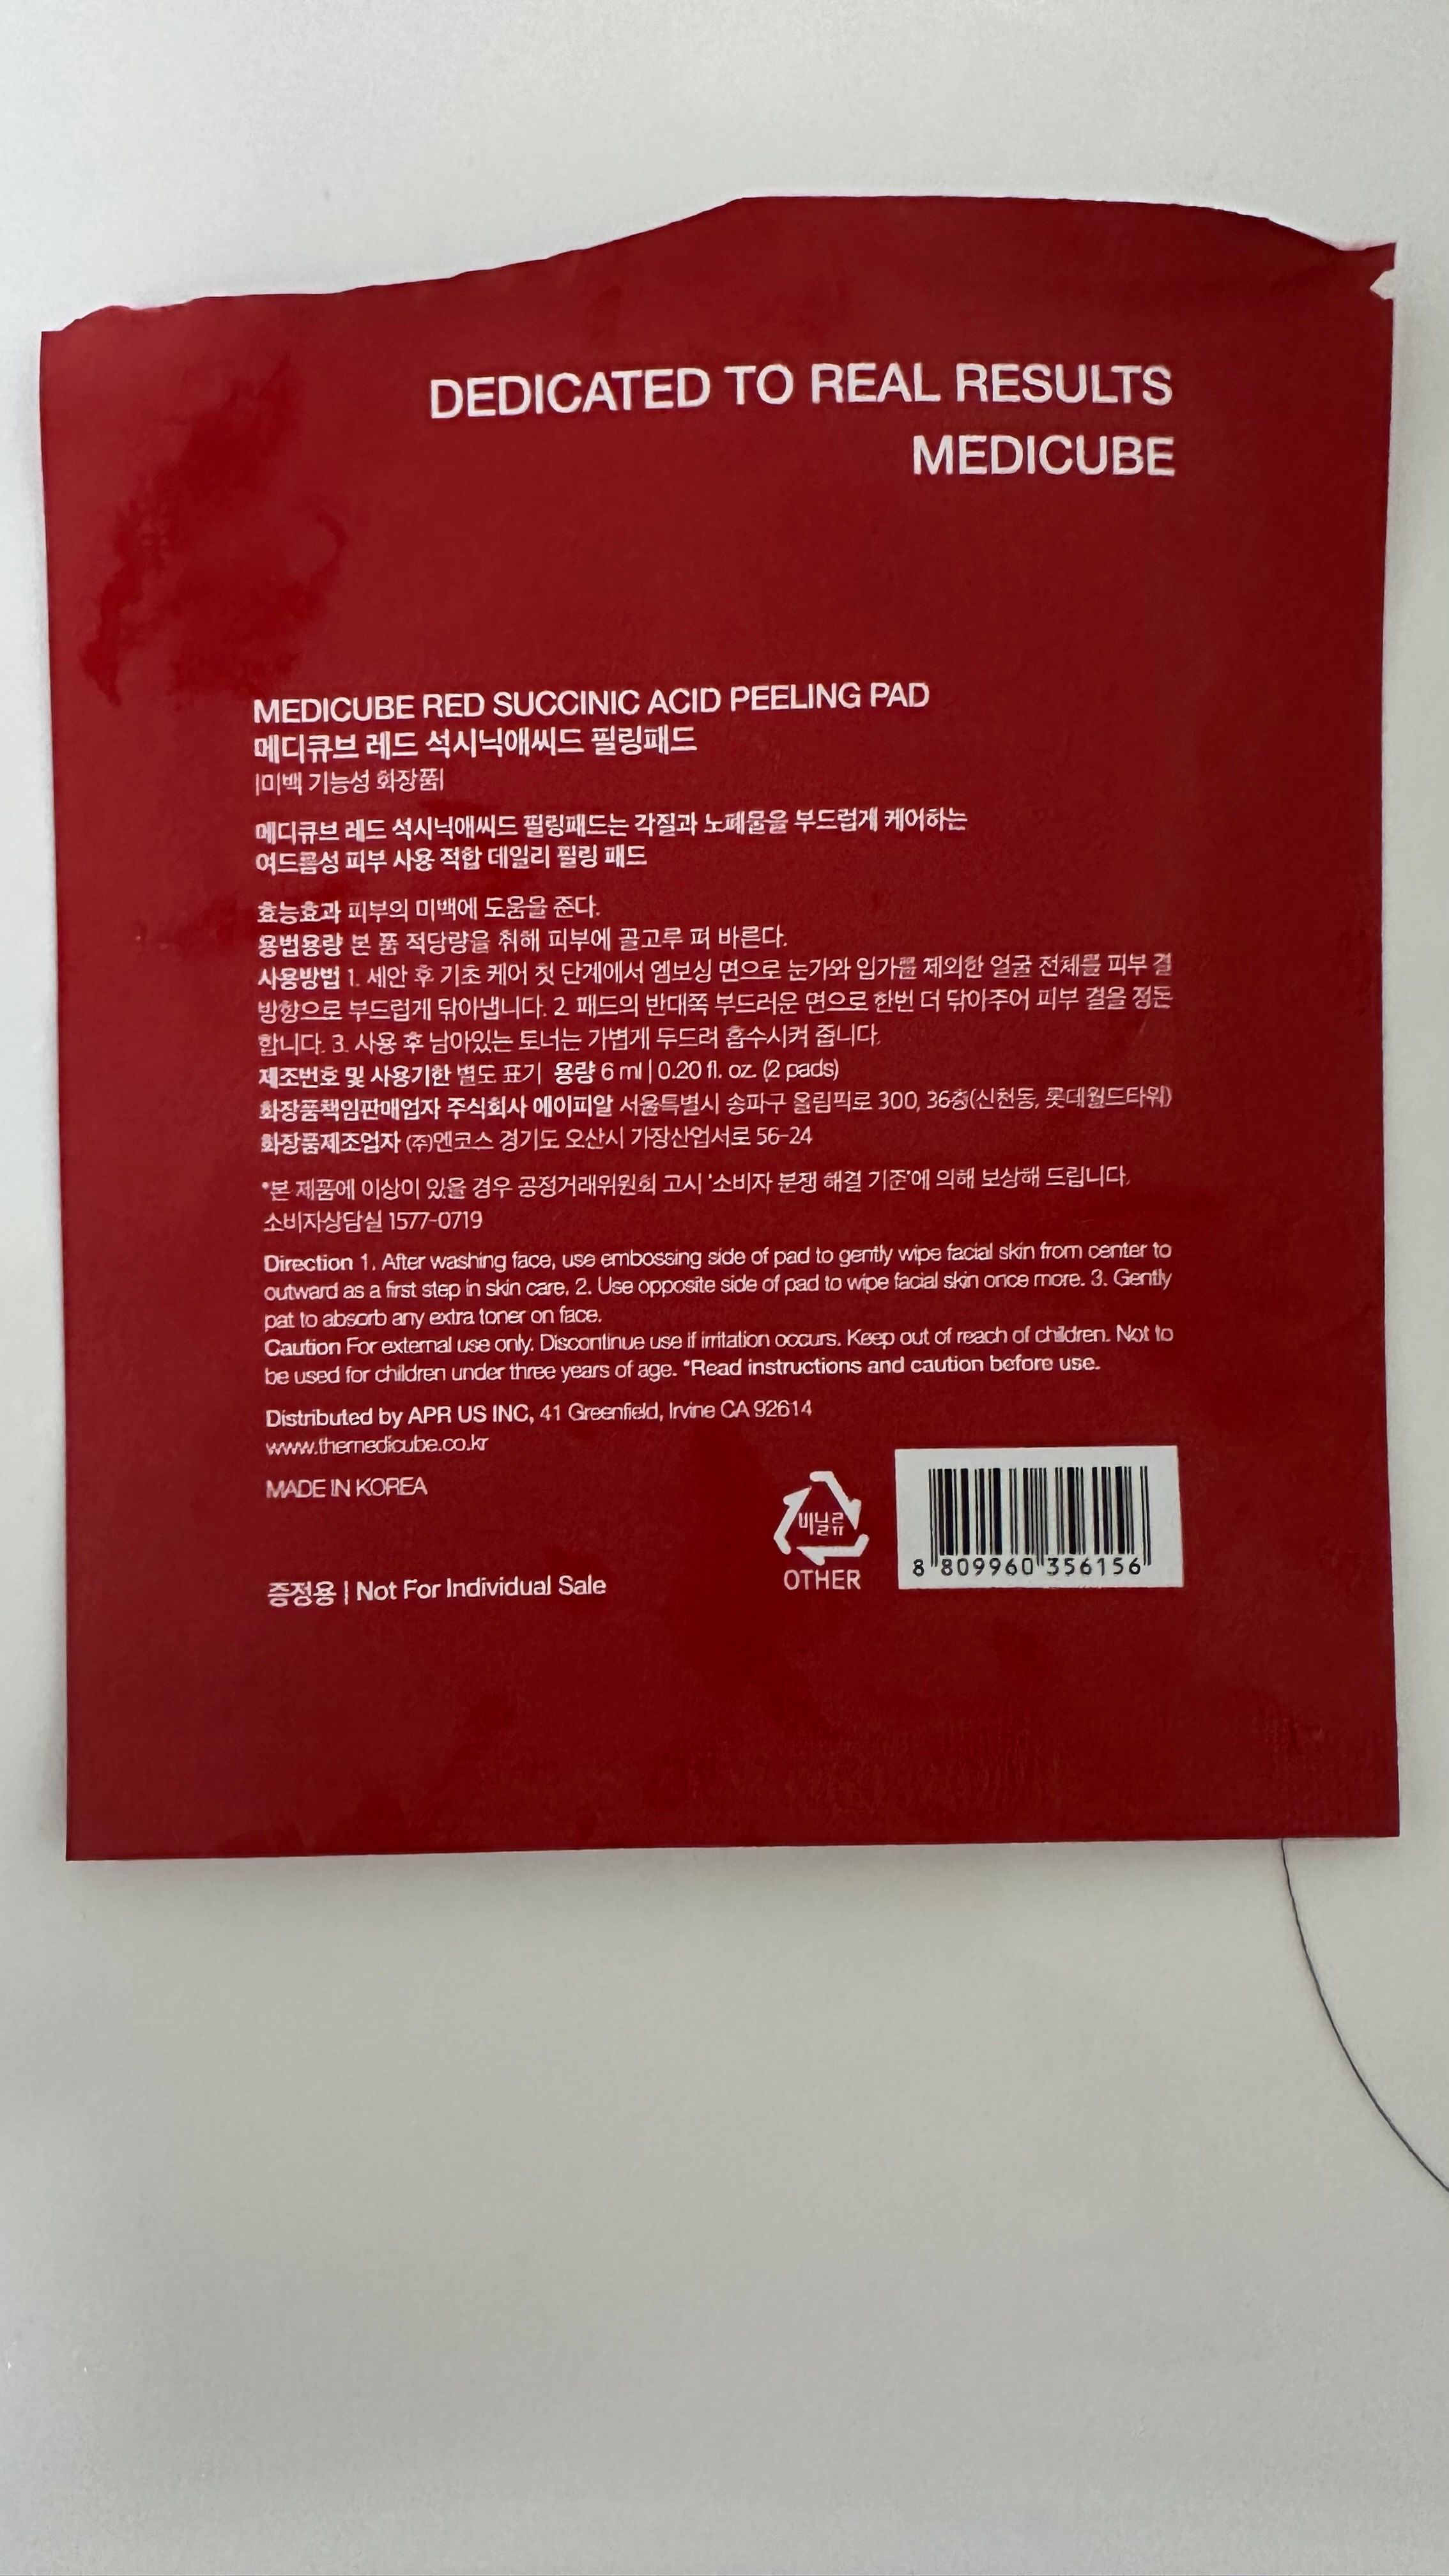 DEDICATED TO REAL RESULTS
MEDICUBE
MEDICUBE RED SUCCINIC ACID PEELING PAD
메디큐브 레드 석시닉애씨드 필링패드
|미백 기능성 화장품|
메디큐브 레드 석시닉애씨드 필링패드는 각질과 노폐물을 부드럽게 케어하는
여드름성 피부 사용 적합 데일리 필링 패드
효능효과 피부의 미백에 도움을 준다.
용법용량 본 품 적당량을 취해 피부에 골고루 펴 바른다.
사용방법 1. 세안 후 기초 케어 첫 단계에서 엠보싱 면으로 눈가와 입가를 제외한 얼굴 전체를 피부 결
방향으로 부드럽게 닦아냅니다. 2. 패드의 반대쪽 부드러운 면으로 한번 더 닦아주어 피부 결을 정돈
합니다. 3. 사용 후 남아있는 토너는 가볍게 두드려 흡수시켜 줍니다.
제조번호 및 사용기한 별도 표기 용량 6 ml | 0.20 fl. oz. (2 pads)
화장품책임판매업자 주식회사 에이피알 서울특별시 송파구 올림픽로 300, 36층(신천동, 롯데월드타워)
화장품제조업자 (주)엔코스 경기도 오산시 가장산업서로 56-24
*본 제품에 이상이 있을 경우 공정거래위원회 고시 '소비자 분쟁 해결 기준'에 의해 보상해 드립니다.
소비자상담실 1577-0719
Direction 1. After washing face, use embossing side of pad to gently wipe facial skin from center to
outward as a first step in skin care. 2. Use opposite side of pad to wipe facial skin once more. 3. Gently
pat to absorb any extra toner on face.
Caution For external use only. Discontinue use if irritation occurs. Keep out of reach of children. Not to
be used for children under three years of age. *Read instructions and caution before use.
Distributed by APR US INC, 41 Greenfield, Irvine CA 92614
www.themedicube.co.kr
MADE IN KOREA
비닐류
OTHER
8 809960 356156
증정용 | Not For Individual Sale